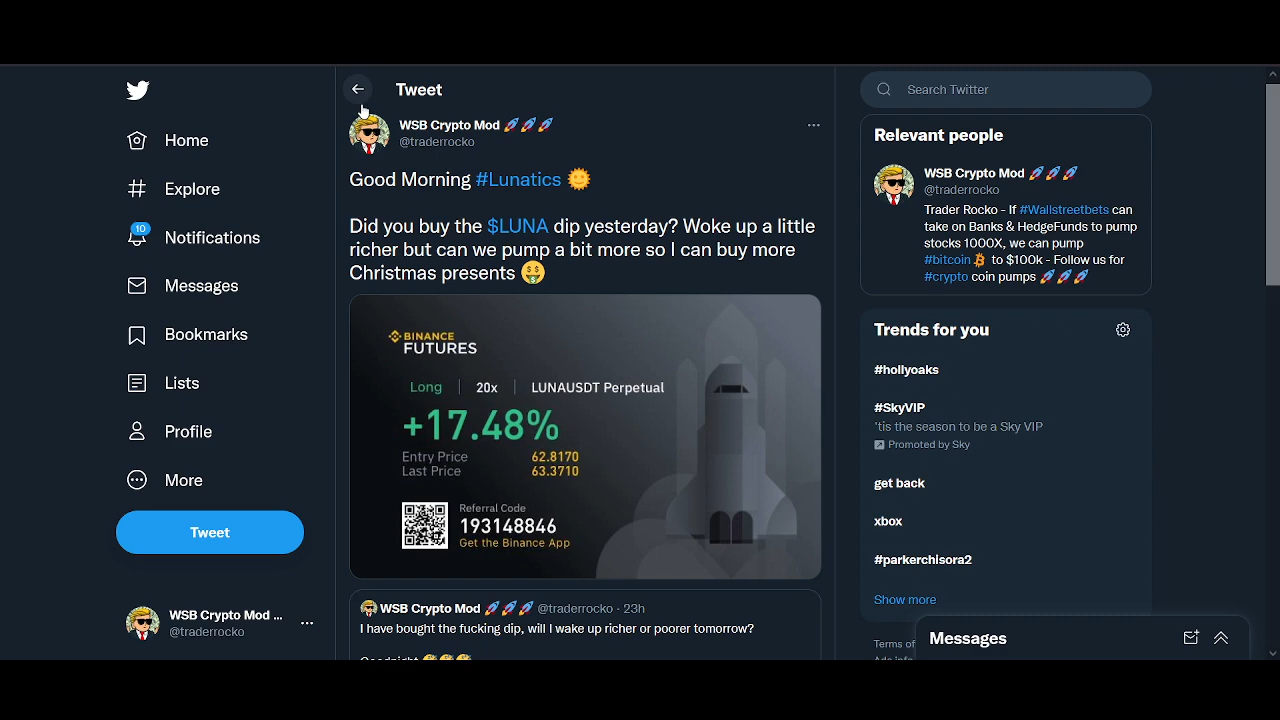 Home
Explore
10
Notifications
Messages
Bookmarks
Lists
Profile
More
Tweet
WSB Crypto Mod ...
@traderrocko
Tweet
WSB Crypto Mod 🚀🚀🚀
@traderrocko
Good Morning #Lunatics 🌞
Did you buy the $LUNA dip yesterday? Woke up a little
richer but can we pump a bit more so I can buy more
Christmas presents 🤑
BINANCE
FUTURES
Long | 20x | LUNAUSDT Perpetual
+17.48%
Entry Price 62.8170
Last Price 63.3710
Referral Code
193148846
Get the Binance App
WSB Crypto Mod 🚀🚀🚀 @traderrocko · 23h
I have bought the fucking dip, will I wake up richer or poorer tomorrow?
Goodnight
Search Twitter
Relevant people
WSB Crypto Mod 🚀🚀🚀
@traderrocko
Trader Rocko - If #Wallstreetbets can
take on Banks & HedgeFunds to pump
stocks 1000X, we can pump
#bitcoin to $100k - Follow us for
#crypto coin pumps 🚀🚀🚀
Trends for you
#hollyoaks
#SkyVIP
'tis the season to be a Sky VIP
Promoted by Sky
get back
xbox
#parkerchisora2
Show more
Terms of
Messages